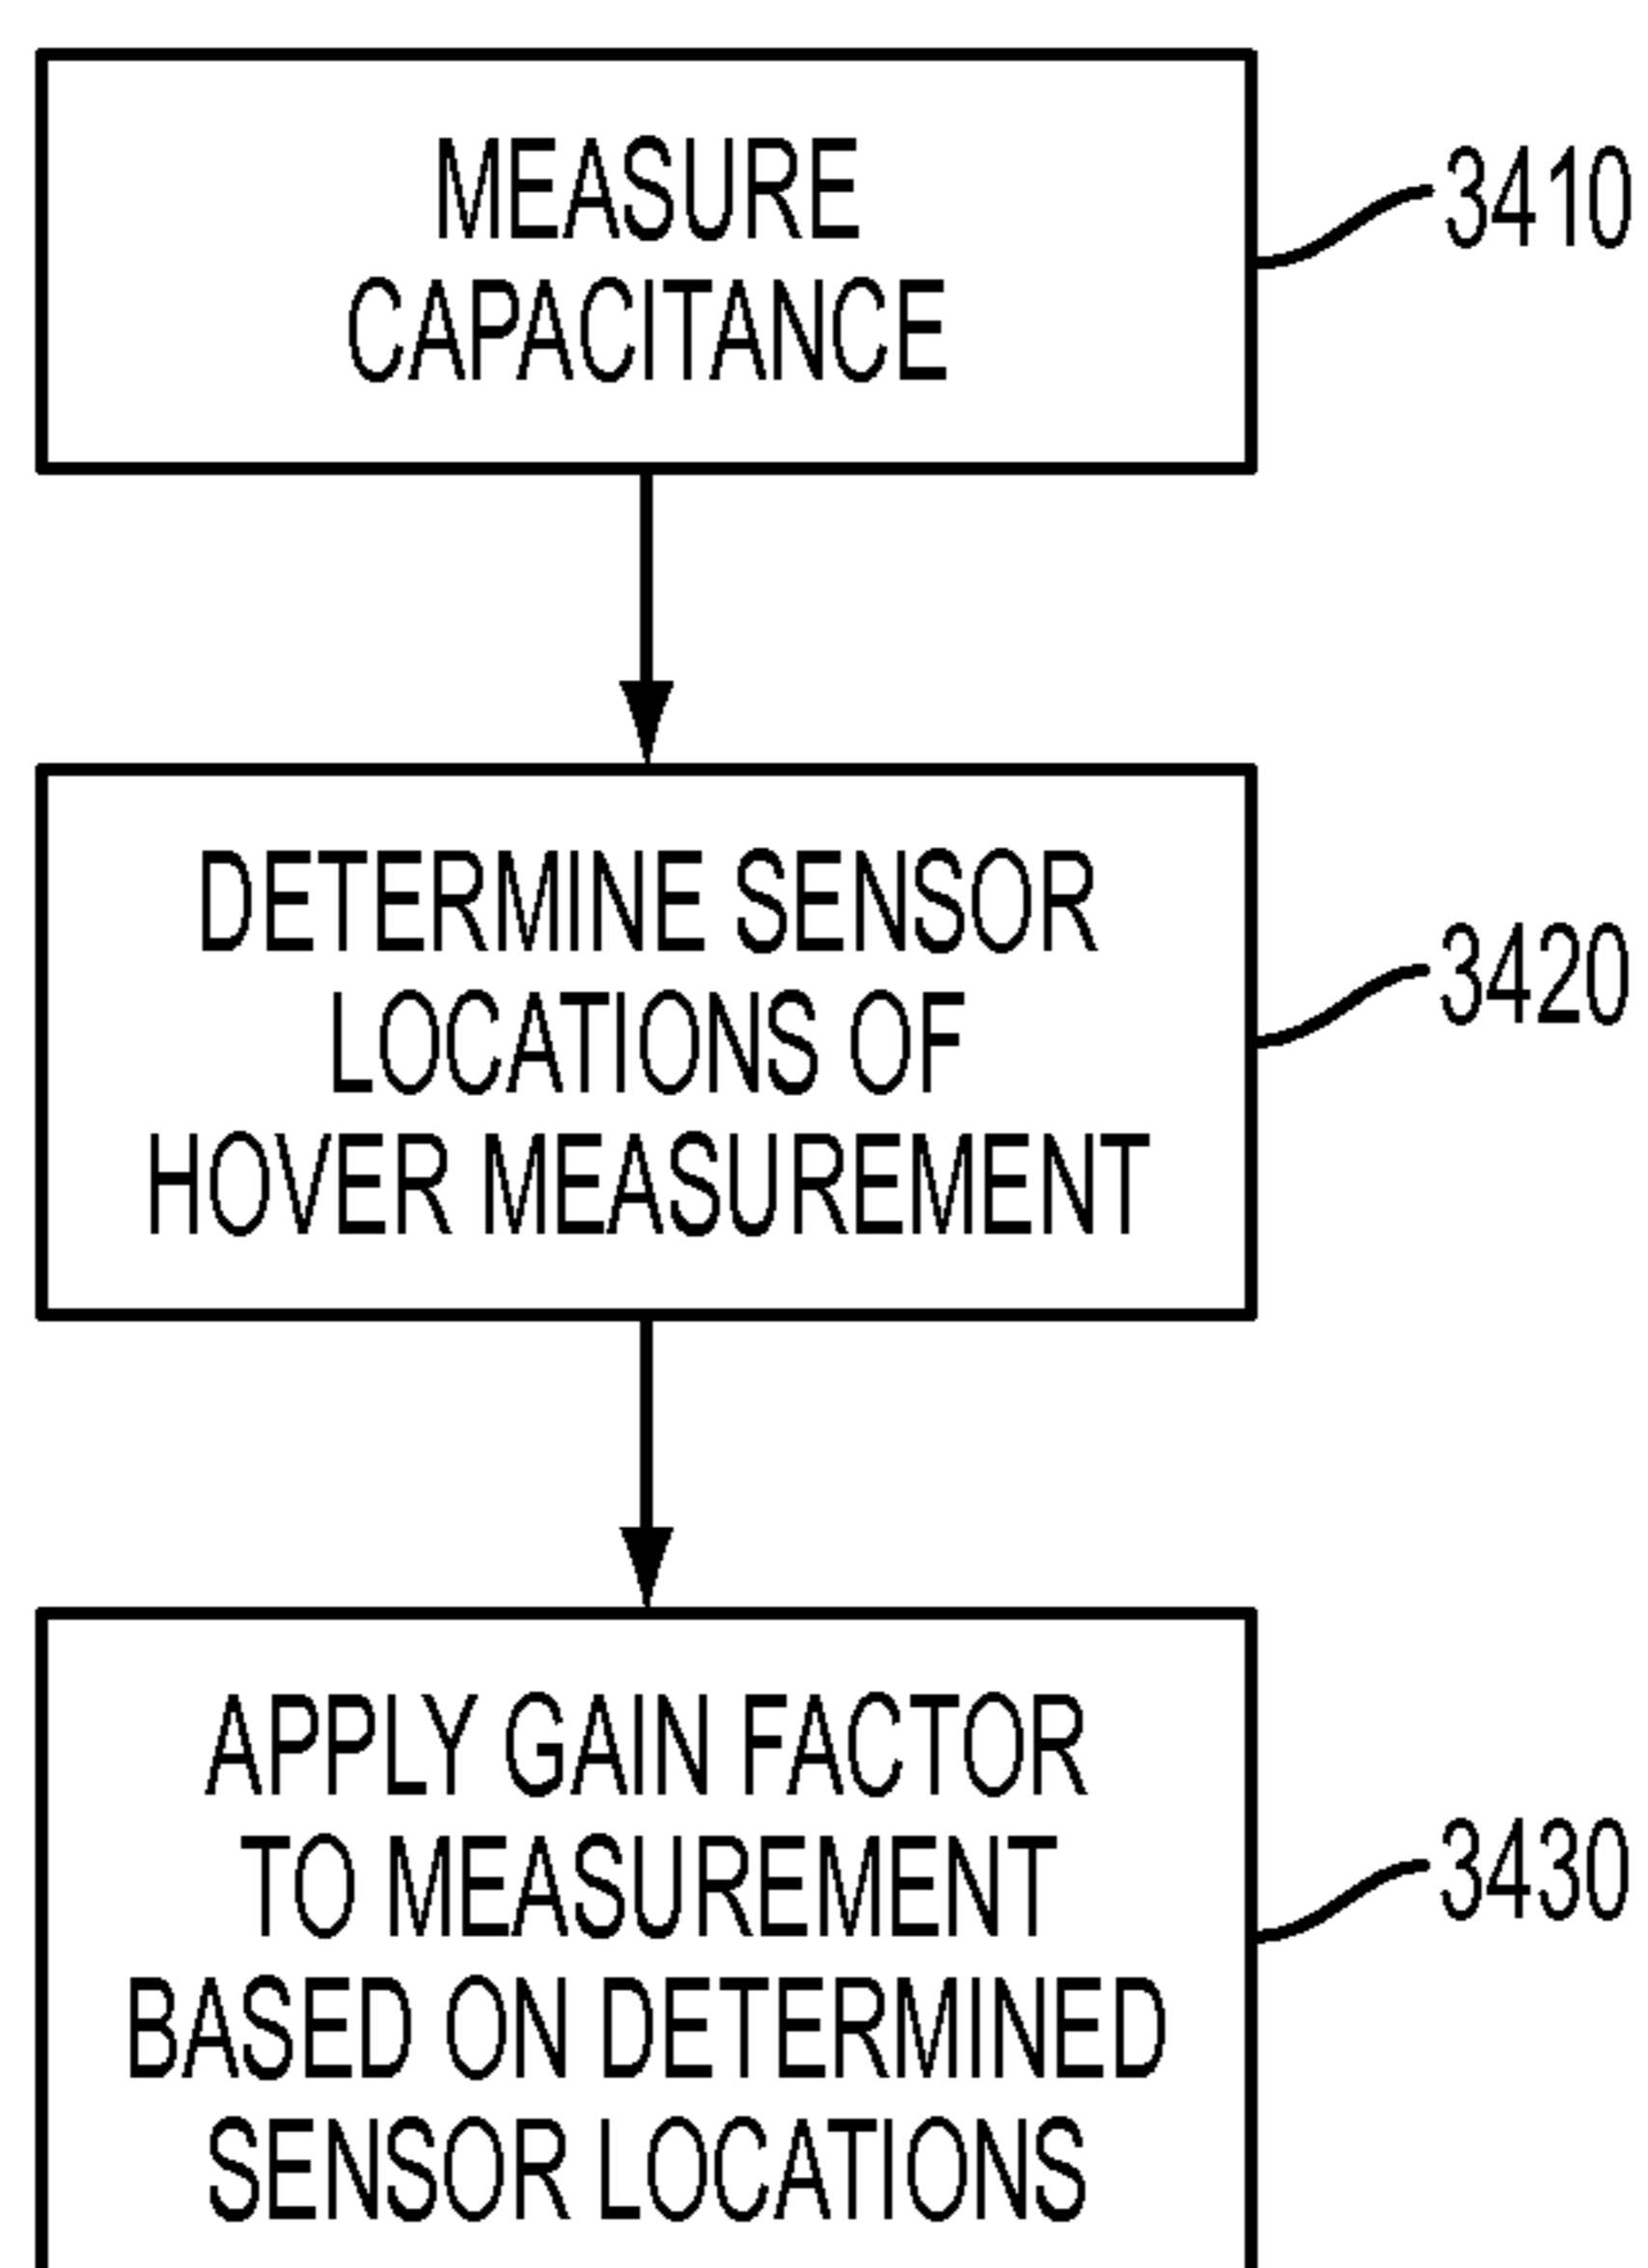 MEASURE
CAPACITANCE
3410
DETERMINE SENSOR
LOCATIONS OF
HOVER MEASUREMENT
3420
APPLY GAIN FACTOR
TO MEASUREMENT
BASED ON DETERMINED
SENSOR LOCATIONS
3430